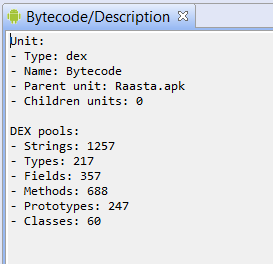 Bytecode/Description
Unit:
- Type: dex
- Name: Bytecode
- Parent unit: Raasta.apk
- Children units: 0
DEX pools:
- Strings: 1257
- Types: 217
- Fields: 357
- Methods: 688
- Prototypes: 247
- Classes: 60